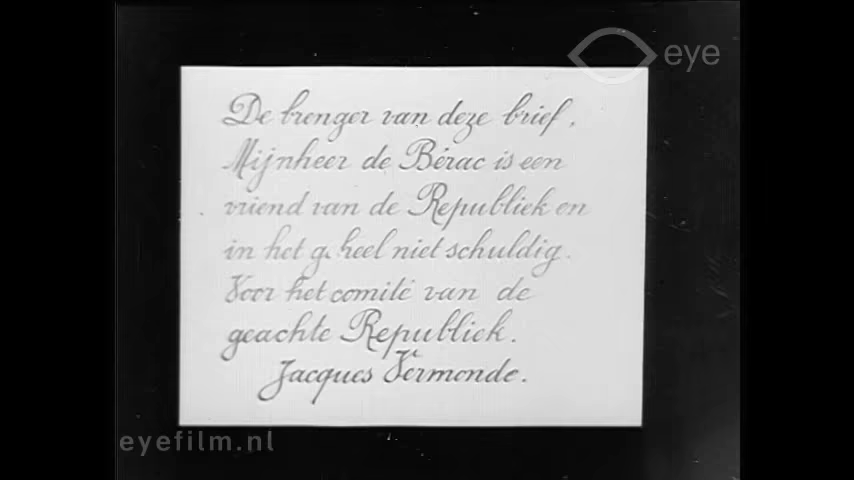 eye
De brenger van deze brief,
Mijnheer de Bérac is een
vriend van de Republiek en
in het geheel niet schuldig.
Voor het comité van de
geachte Republiek.
Jacques Vermonde.
eyefilm.nl